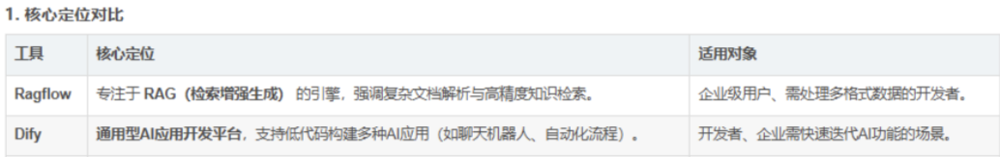 1. 核心定位对比
工具 核心定位 适用对象
Ragflow 专注于 RAG（检索增强生成） 的引擎，强调复杂文档解析与高精度知识检索。 企业级用户、需处理多格式数据的开发者。
Dify 通用型AI应用开发平台，支持低代码构建多种AI应用（如聊天机器人、自动化流程）。 开发者、企业需快速迭代AI功能的场景。